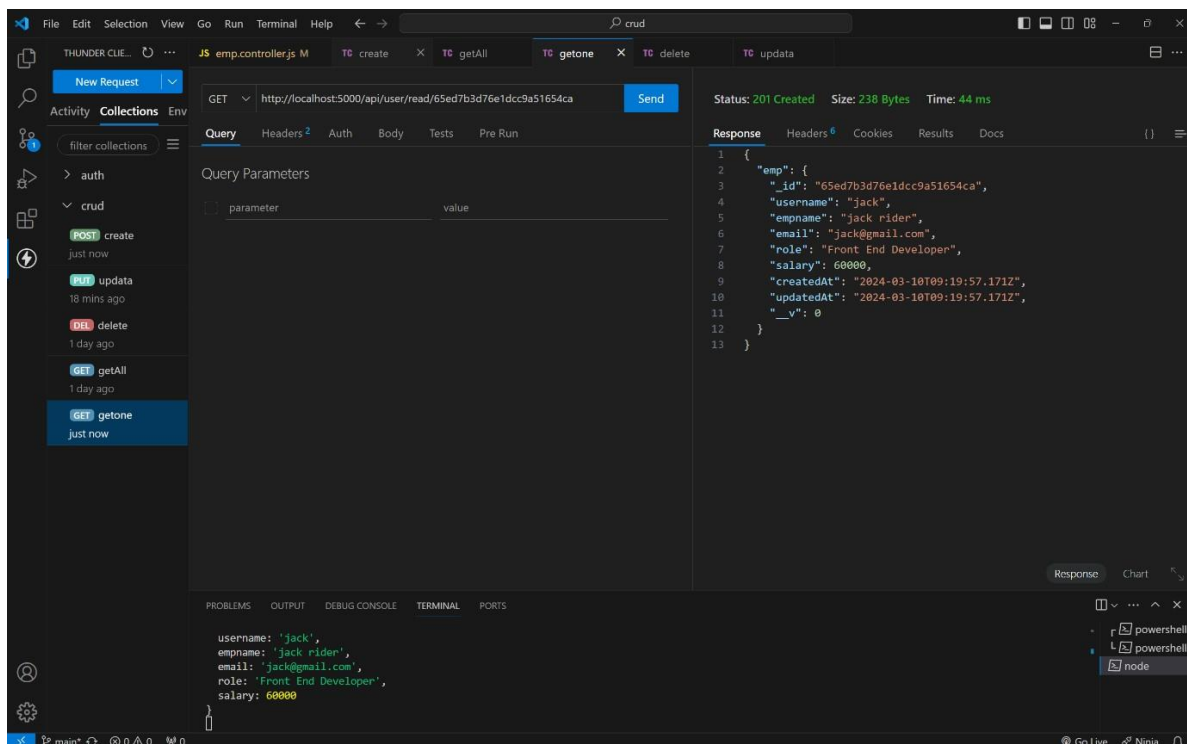 File Edit Selection View Go Run Terminal Help ← → crud
THUNDER CLIE... ···
JS emp.controller.js M TC create × TC getAll TC getone × TC delete TC updata
New Request
Activity Collections Env
filter collections
auth
crud
POST create
just now
PUT updata
18 mins ago
DEL delete
1 day ago
GET getAll
1 day ago
GET getone
just now
GET http://localhost:5000/api/user/read/65ed7b3d76e1dcc9a51654ca Send
Query Headers 2 Auth Body Tests Pre Run
Query Parameters
parameter value
Status: 201 Created Size: 238 Bytes Time: 44 ms
Response Headers 6 Cookies Results Docs {}
1 {
2 "emp": {
3 "_id": "65ed7b3d76e1dcc9a51654ca",
4 "username": "jack",
5 "empname": "jack rider",
6 "email": "jack@gmail.com",
7 "role": "Front End Developer",
8 "salary": 60000,
9 "createdAt": "2024-03-10T09:19:57.171Z",
10 "updatedAt": "2024-03-10T09:19:57.171Z",
11 "__v": 0
12 }
13 }
Response Chart
PROBLEMS OUTPUT DEBUG CONSOLE TERMINAL PORTS
username: 'jack',
empname: 'jack rider',
email: 'jack@gmail.com',
role: 'Front End Developer',
salary: 60000
}
powershell
powershell
node
main* 0 0 0 Go Live Ninja